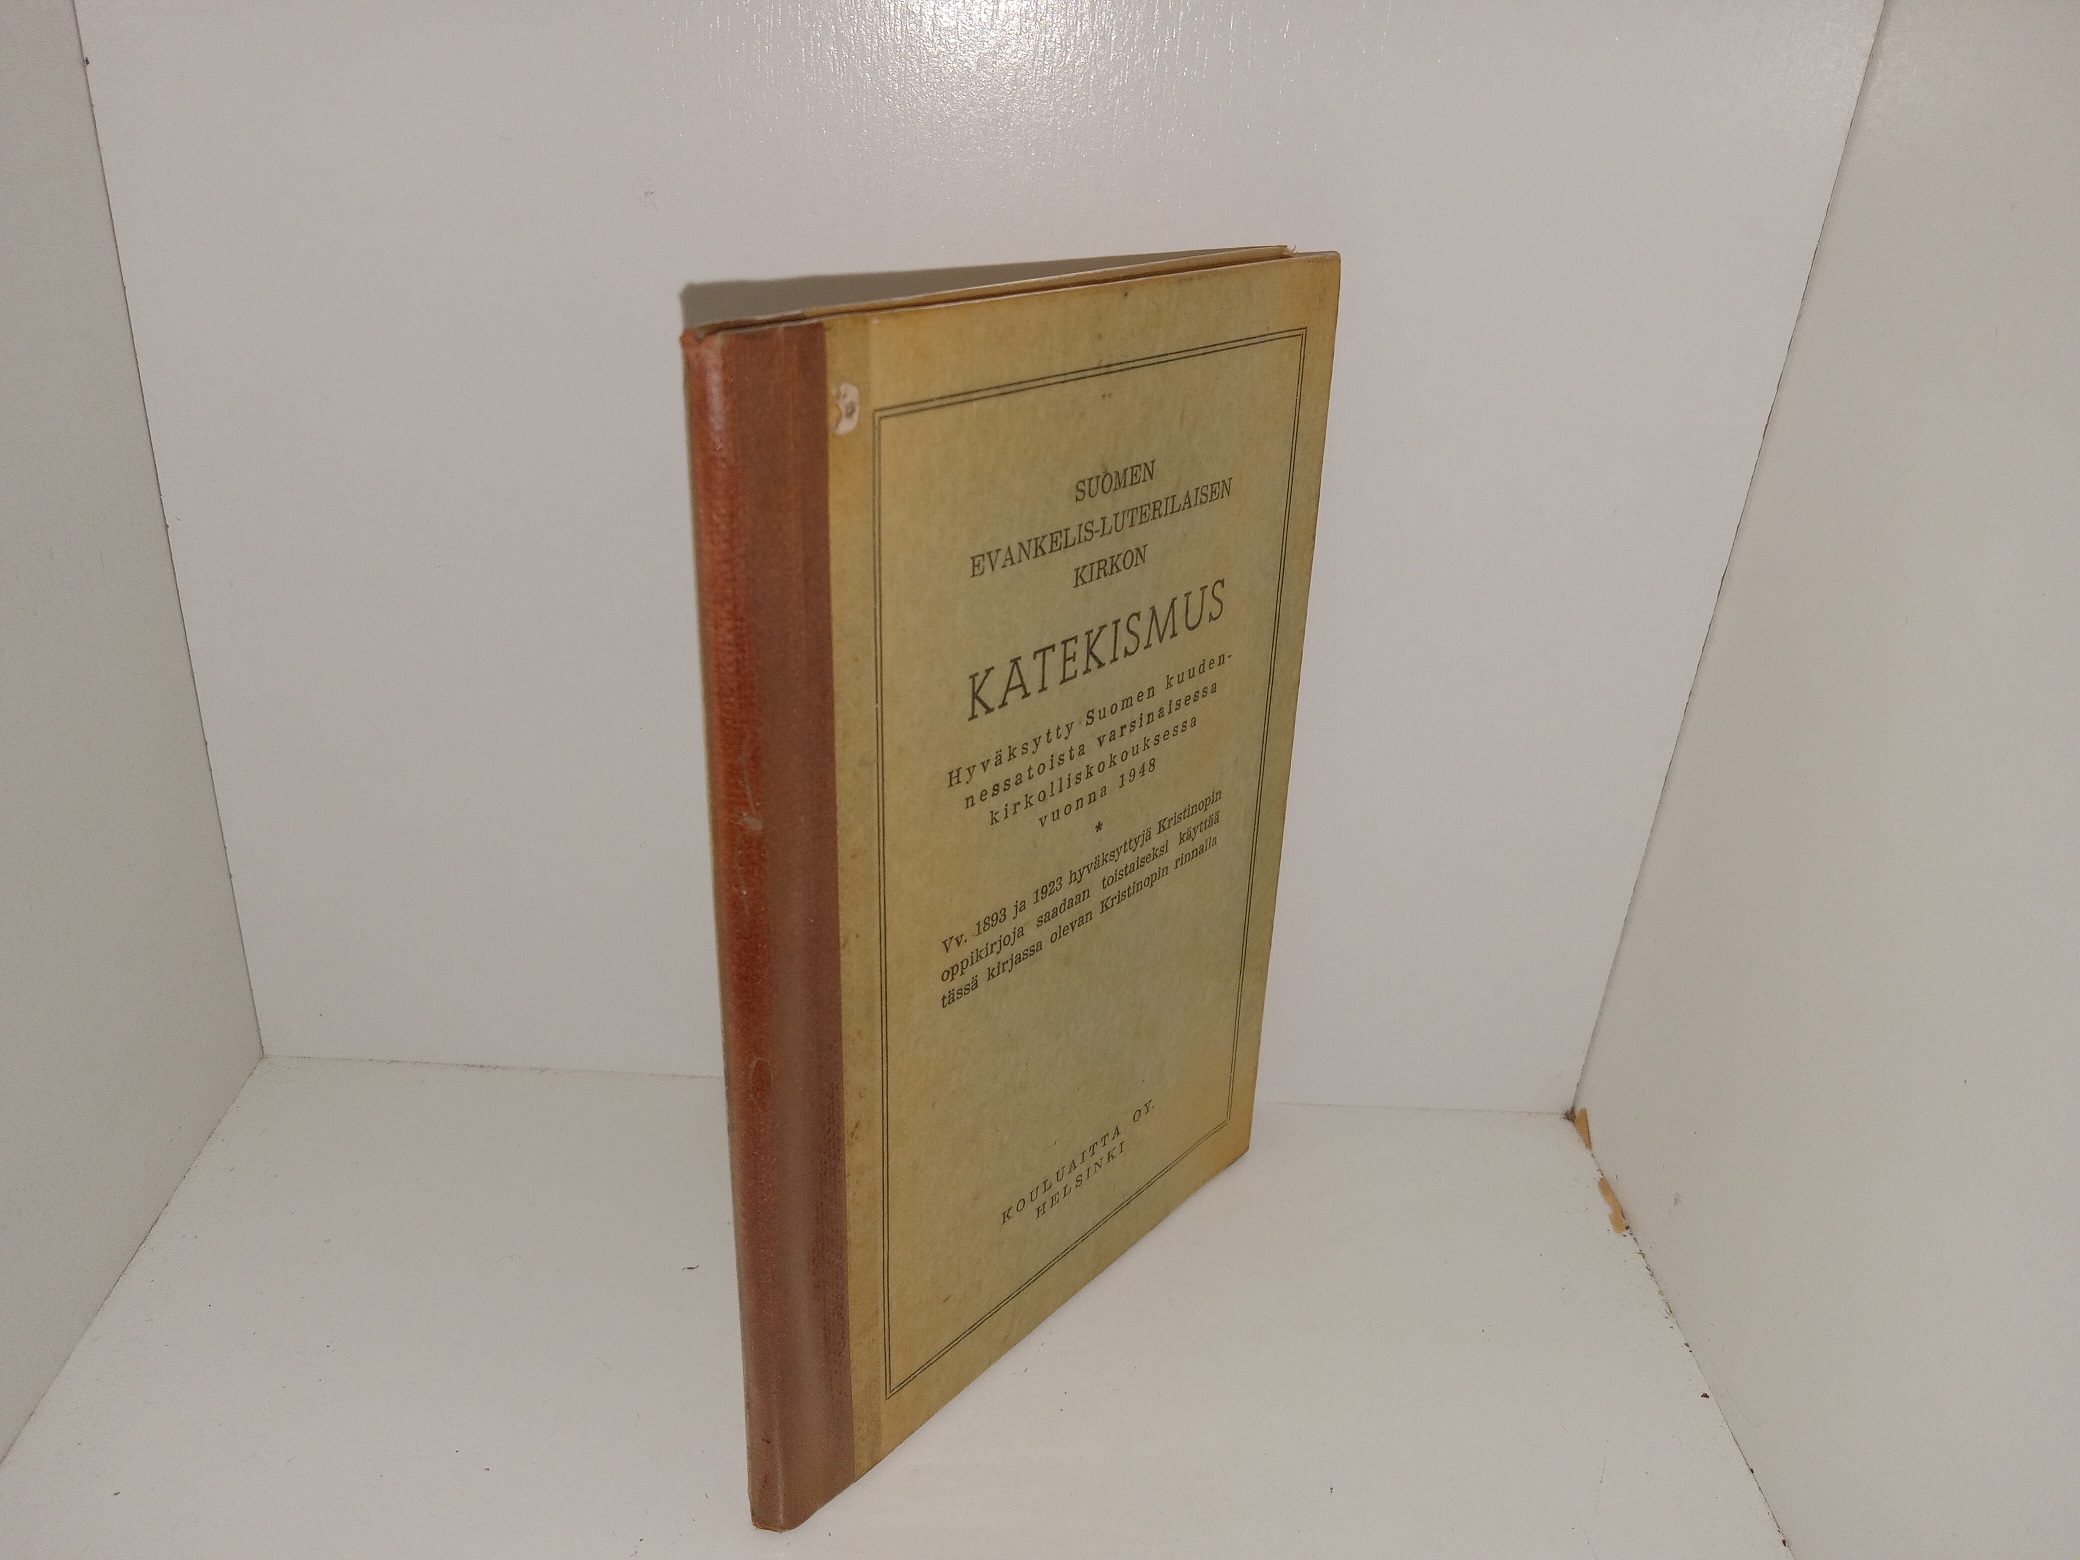 SUOMEN
EVANKELIS-LUTERILAISEN
KIRKON
KATEKISMUS
Hyväksytty Suomen kuuden-
nessatoista varsinaisessa
kirkolliskokouksessa
vuonna 1948
*
Vv. 1893 ja 1923 hyväksyttyjä Kristinopin
oppikirjoja saadaan toistaiseksi käyttää
tässä kirjassa olevan Kristinopin rinnalla
KOULUAITTA OY.
HELSINKI